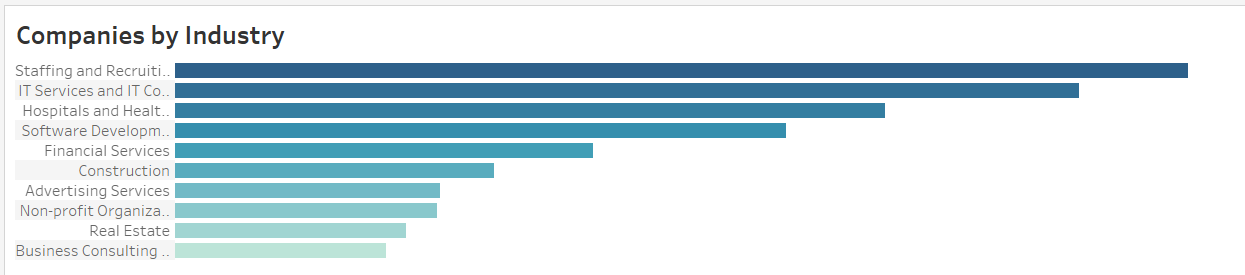 Companies by Industry
Staffing and Recruiti..
IT Services and IT Co..
Hospitals and Healt..
Software Developm..
Financial Services
Construction
Advertising Services
Non-profit Organiza..
Real Estate
Business Consulting ..